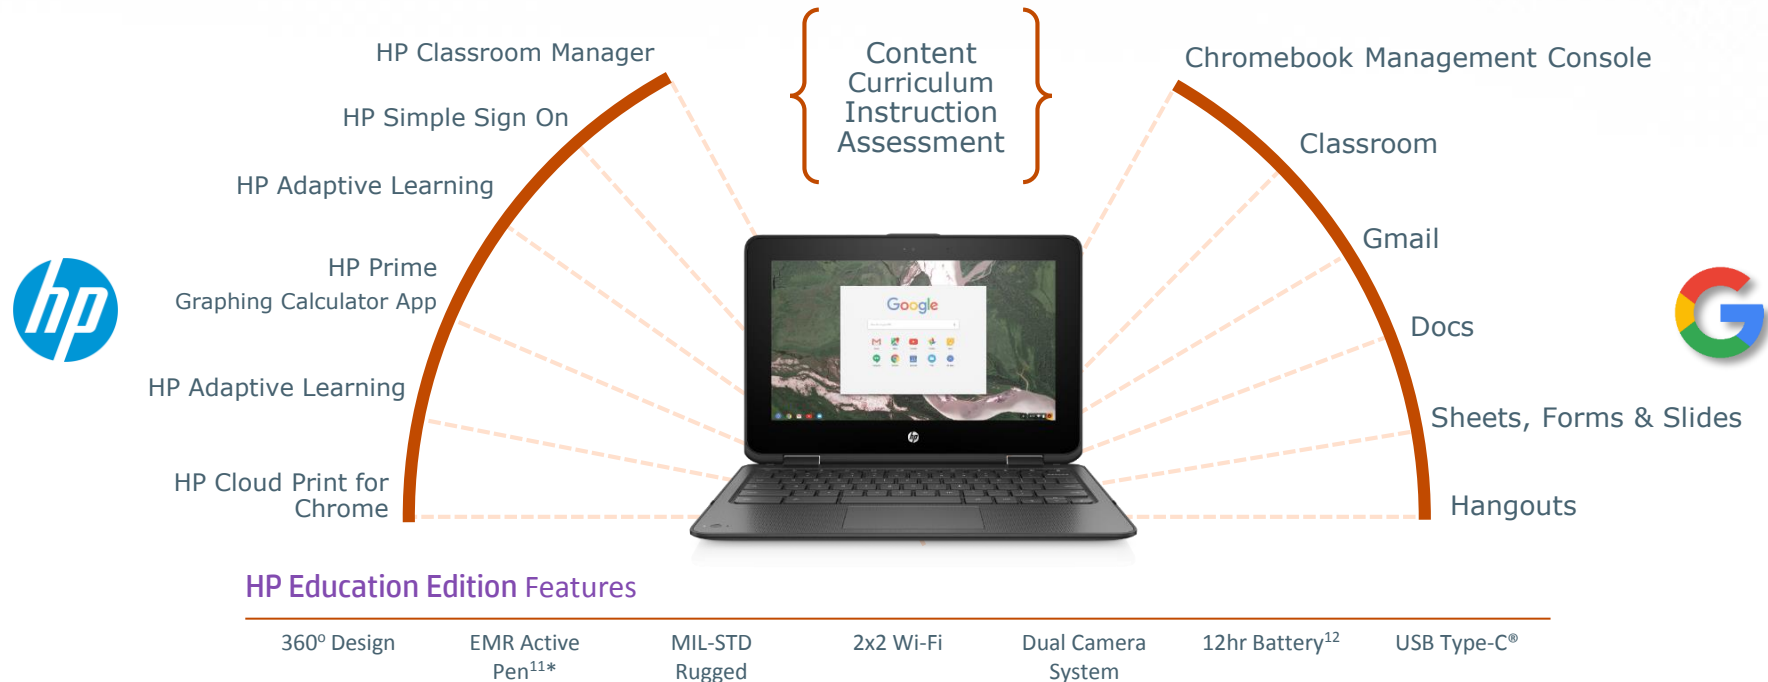 HP Classroom Manager
HP Simple Sign On
HP Adaptive Learning
HP Prime
Graphing Calculator App
HP Adaptive Learning
HP Cloud Print for
Chrome
hp
Content
Curriculum
Instruction
Assessment
Google
hp
Chromebook Management Console
Classroom
Gmail
Docs
Sheets, Forms & Slides
Hangouts
G
HP Education Edition Features
360º Design
EMR Active
Pen¹¹*
MIL-STD
Rugged
2x2 Wi-Fi
Dual Camera
System
12hr Battery¹²
USB Type-C®